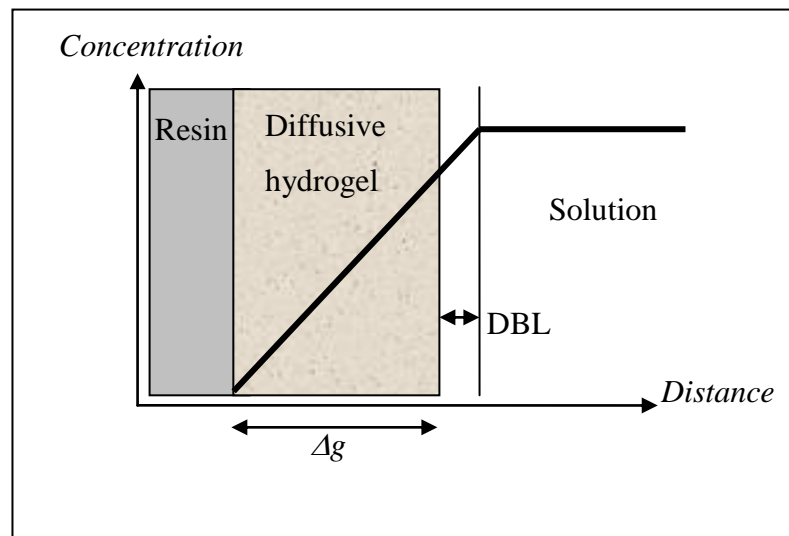 Concentration
Resin
Diffusive
hydrogel
Solution
DBL
Distance
Δg